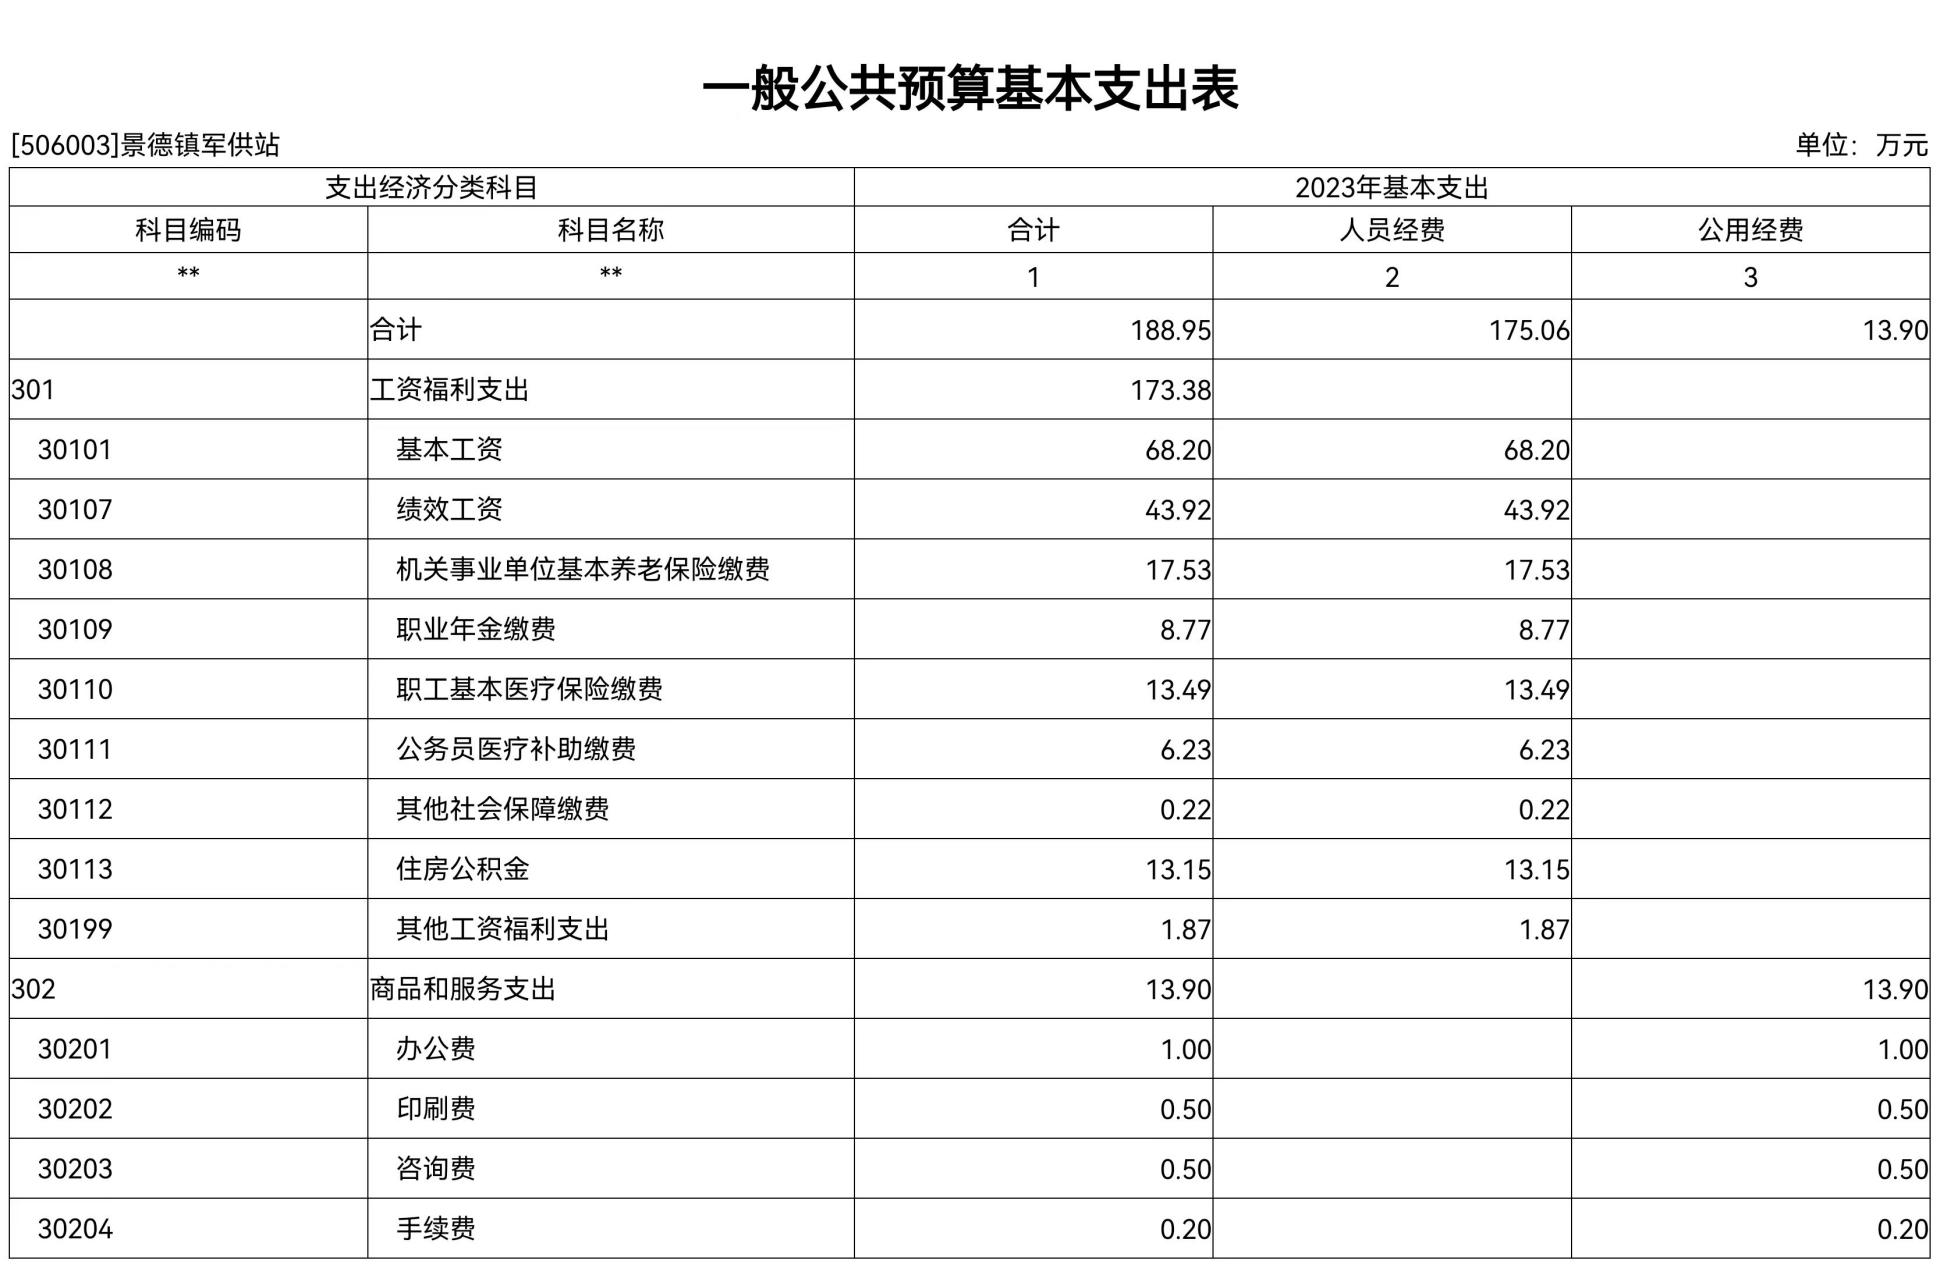 一般公共预算基本支出表
[506003]景德镇军供站 单位：万元
支出经济分类科目 2023年基本支出
科目编码 科目名称 合计 人员经费 公用经费
** ** 1 2 3
合计 188.95 175.06 13.90
301 工资福利支出 173.38
30101 基本工资 68.20 68.20
30107 绩效工资 43.92 43.92
30108 机关事业单位基本养老保险缴费 17.53 17.53
30109 职业年金缴费 8.77 8.77
30110 职工基本医疗保险缴费 13.49 13.49
30111 公务员医疗补助缴费 6.23 6.23
30112 其他社会保障缴费 0.22 0.22
30113 住房公积金 13.15 13.15
30199 其他工资福利支出 1.87 1.87
302 商品和服务支出 13.90 13.90
30201 办公费 1.00 1.00
30202 印刷费 0.50 0.50
30203 咨询费 0.50 0.50
30204 手续费 0.20 0.20